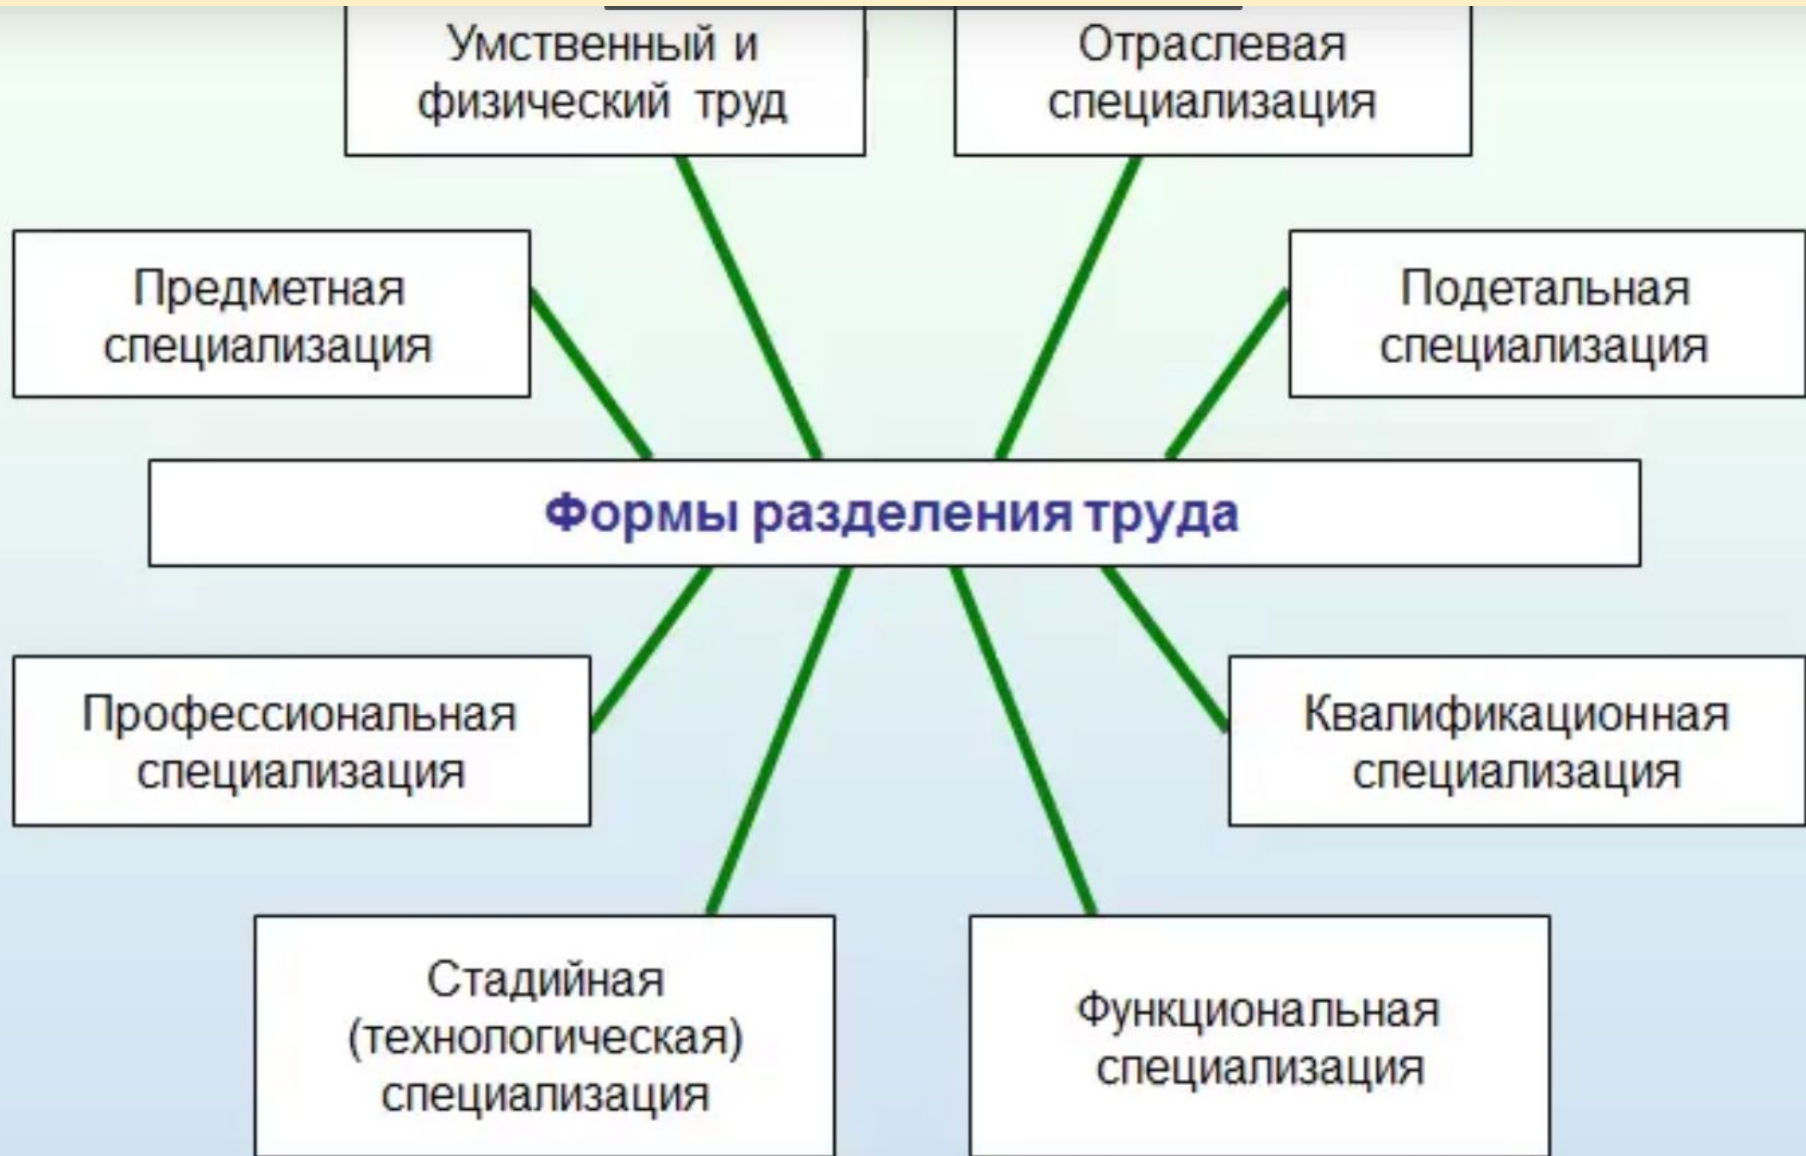 Умственный и
физический труд
Отраслевая
специализация
Предметная
специализация
Подетальная
специализация
Формы разделения труда
Профессиональная
специализация
Квалификационная
специализация
Стадийная
(технологическая)
специализация
Функциональная
специализация